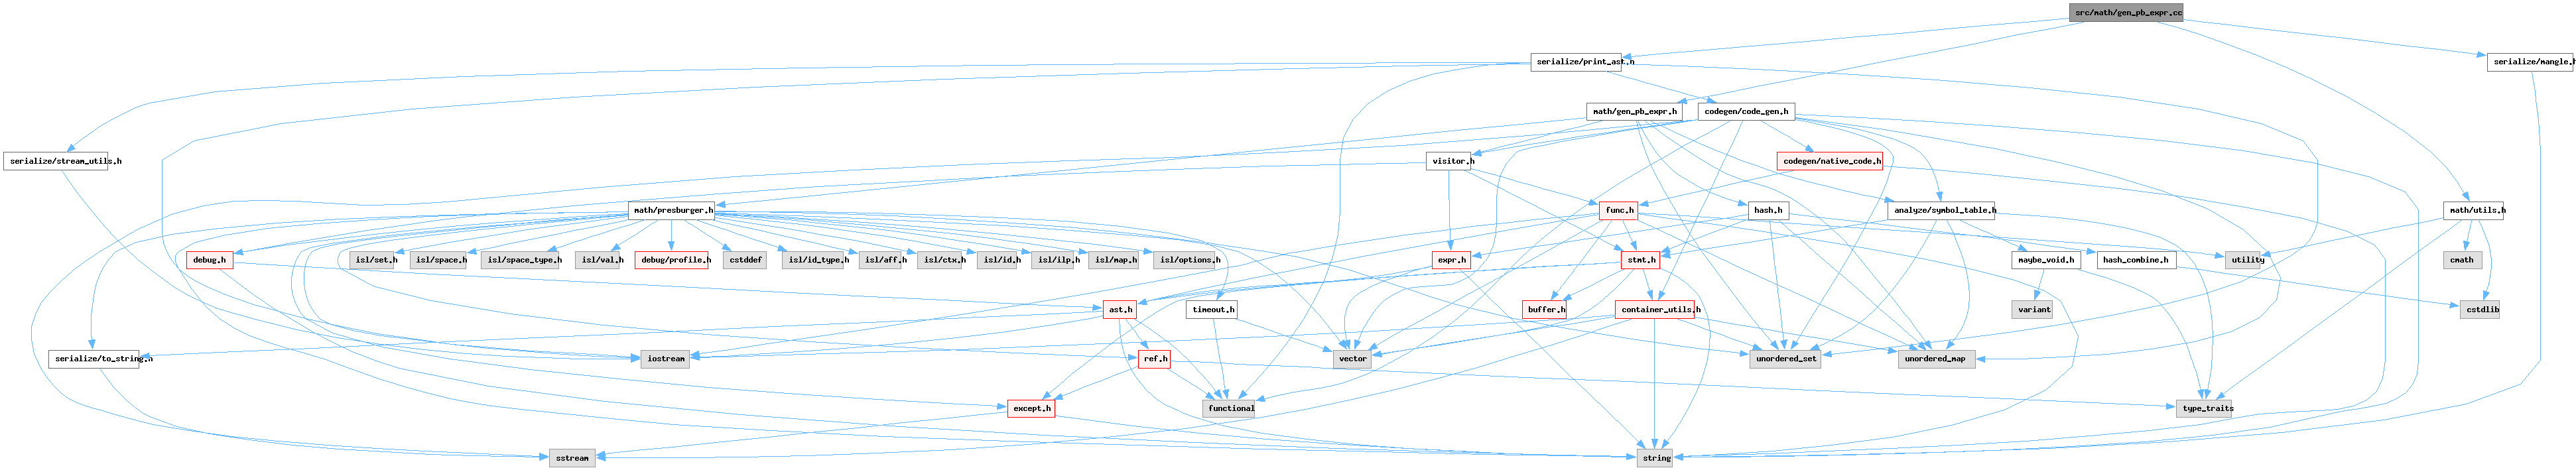 src/math/gen_pb_expr.cc
serialize/print_ast.h
serialize/mangle.h
math/gen_pb_expr.h
codegen/code_gen.h
serialize/stream_utils.h
visitor.h
codegen/native_code.h
math/presburger.h
func.h
hash.h
analyze/symbol_table.h
math/utils.h
debug.h
isl/set.h
isl/space.h
isl/space_type.h
isl/val.h
debug/profile.h
cstddef
isl/id_type.h
isl/aff.h
isl/ctx.h
isl/id.h
isl/ilp.h
isl/map.h
isl/options.h
expr.h
stmt.h
maybe_void.h
hash_combine.h
utility
cmath
ast.h
timeout.h
buffer.h
container_utils.h
variant
cstdlib
serialize/to_string.h
iostream
ref.h
vector
unordered_set
unordered_map
except.h
functional
type_traits
sstream
string